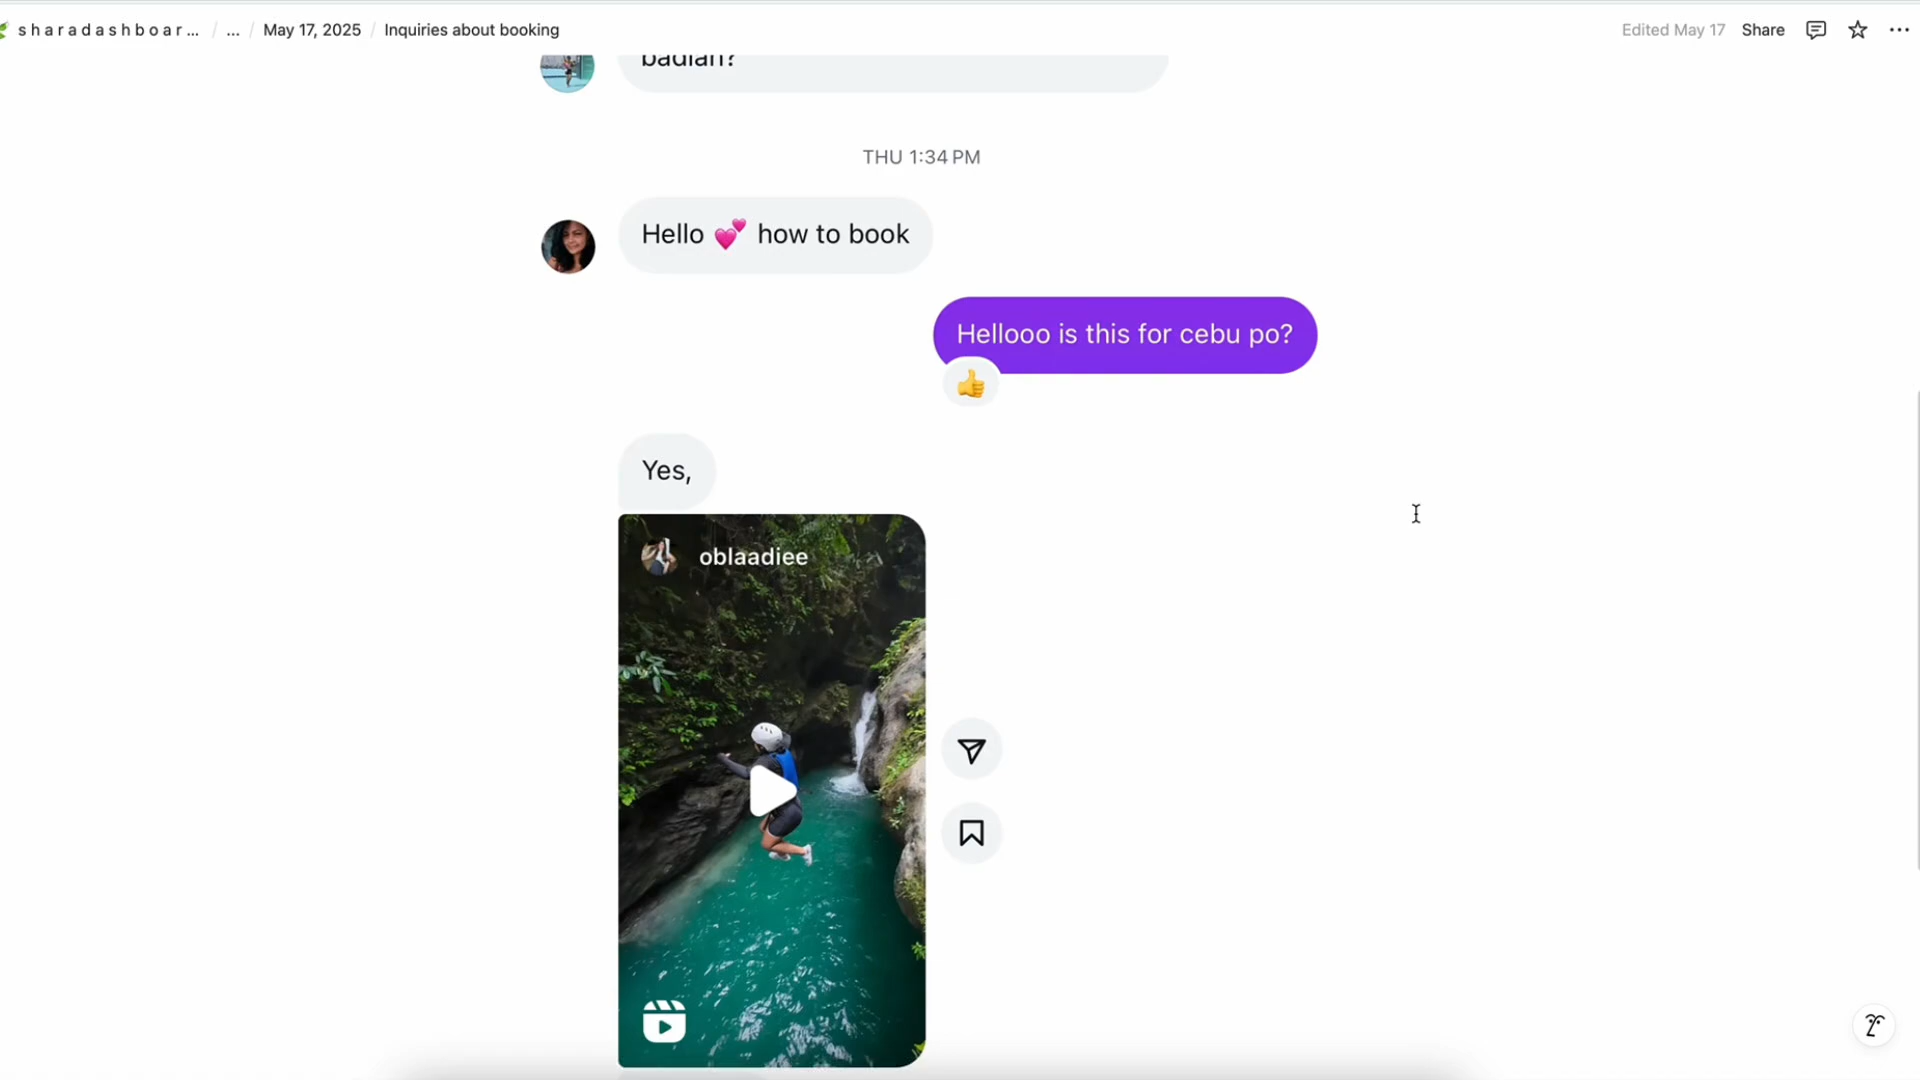 sharadashboar... / ... / May 17, 2025 / Inquiries about booking
Edited May 17 Share
badian?
THU 1:34 PM
Hello 💕 how to book
Hellooo is this for cebu po?
👍
Yes,
oblaadiee